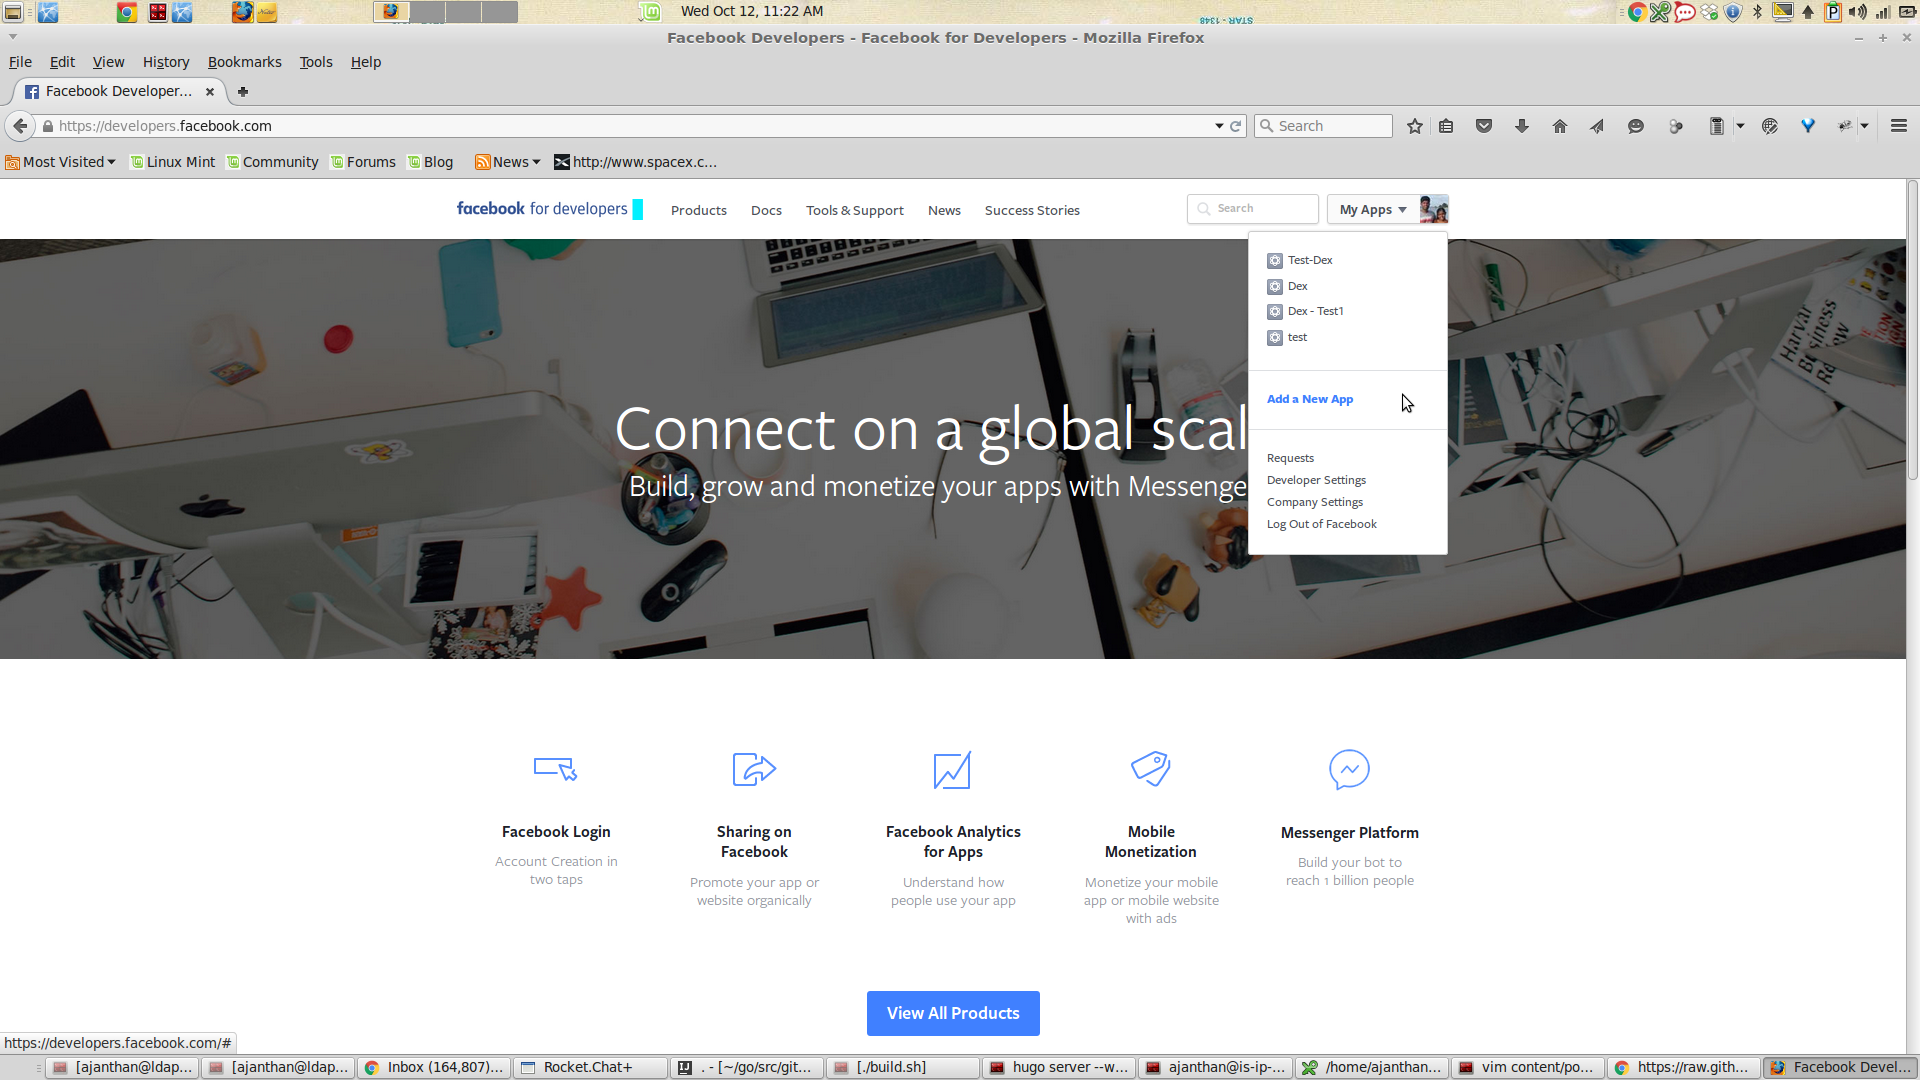 Wed Oct 12, 11:22 AM
Facebook Developers - Facebook for Developers - Mozilla Firefox
File Edit View History Bookmarks Tools Help
Facebook Developer...
https://developers.facebook.com
Search
Most Visited Linux Mint Community Forums Blog News http://www.spacex.c...
facebook for developers
Products Docs Tools & Support News Success Stories
Search
My Apps
Test-Dex
Dex
Dex - Test1
test
Add a New App
Requests
Developer Settings
Company Settings
Log Out of Facebook
Connect on a global scal
Build, grow and monetize your apps with Messenge
Harvar
Business
Re
Facebook Login
Account Creation in
two taps
Sharing on
Facebook
Promote your app or
website organically
Facebook Analytics
for Apps
Understand how
people use your app
Mobile
Monetization
Monetize your mobile
app or mobile website
with ads
Messenger Platform
Build your bot to
reach 1 billion people
View All Products
https://developers.facebook.com/#
[ajanthan@ldap... [ajanthan@ldap... Inbox (164,807)... Rocket.Chat+ . - [~/go/src/git... [./build.sh] hugo server --w... ajanthan@is-ip-... /home/ajanthan... vim content/po... https://raw.gith... Facebook Devel...